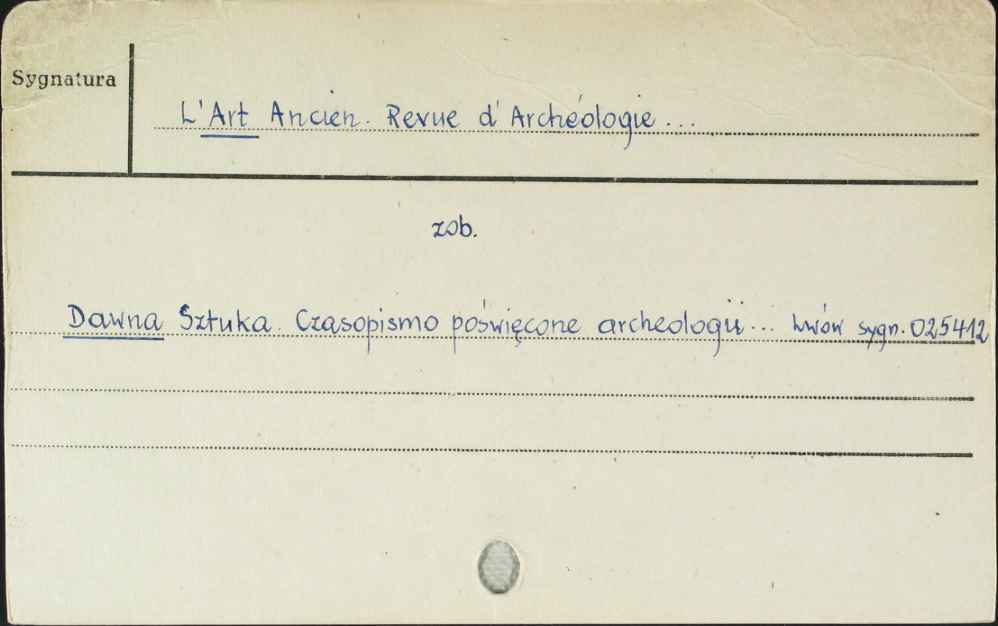 Sygnatura
L'Art Ancien. Revue d'Archéologie...
zob.
Dawna Sztuka. Czasopismo poświęcone archeologii... Lwów sygn. 025412